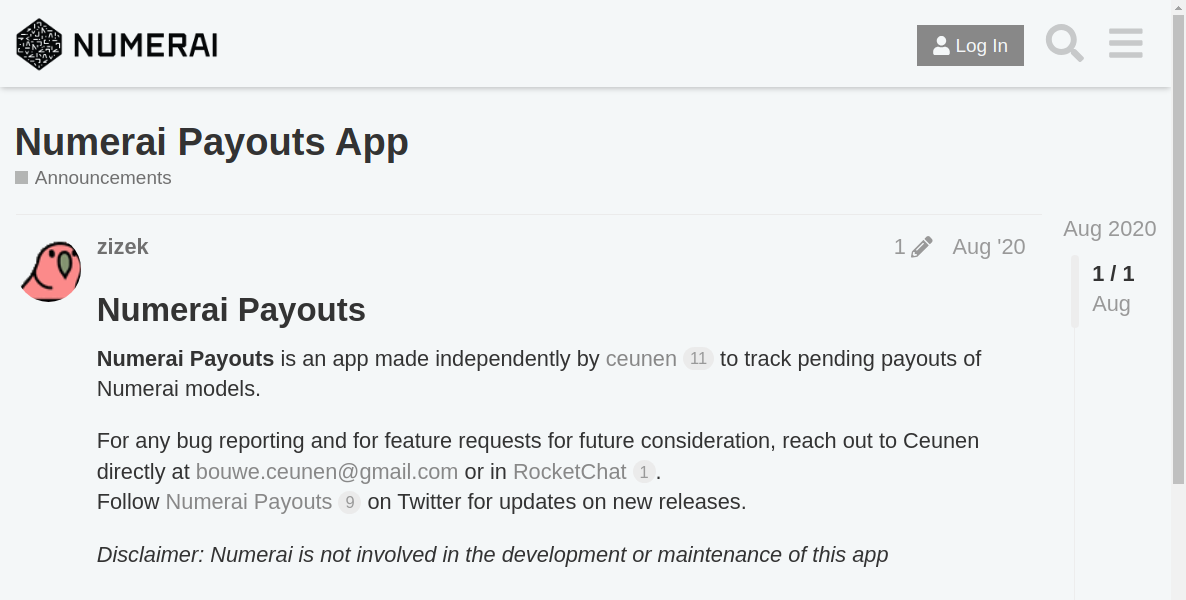 NUMERAI
Log In
Numerai Payouts App
Announcements
Aug 2020
zizek
1
Aug '20
1 / 1
Aug
Numerai Payouts
Numerai Payouts is an app made independently by ceunen 11 to track pending payouts of
Numerai models.
For any bug reporting and for feature requests for future consideration, reach out to Ceunen
directly at bouwe.ceunen@gmail.com or in RocketChat 1.
Follow Numerai Payouts 9 on Twitter for updates on new releases.
Disclaimer: Numerai is not involved in the development or maintenance of this app